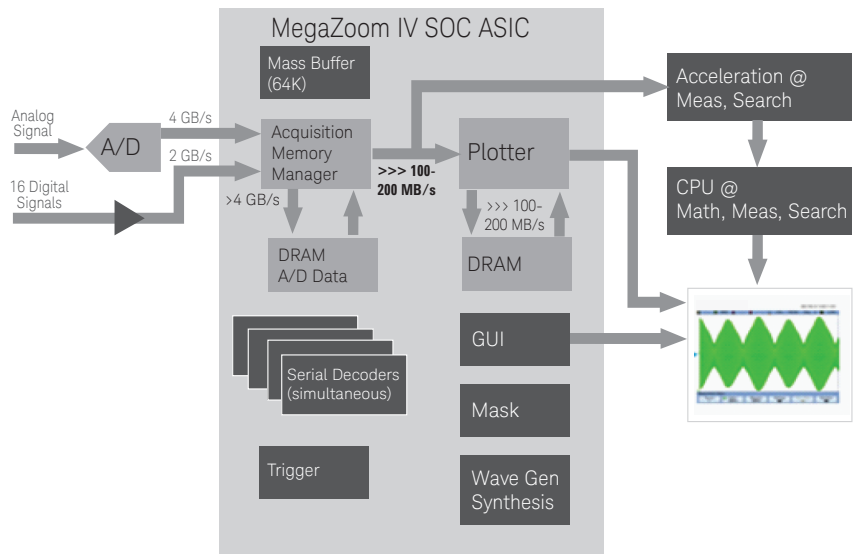 MegaZoom IV SOC ASIC
Mass Buffer
(64K)
Acceleration @
Meas, Search
Analog
Signal
A/D
4 GB/s
2 GB/s
16 Digital
Signals
Acquisition
Memory
Manager
>>> 100-
200 MB/s
Plotter
CPU @
Math, Meas, Search
>4 GB/s
>>> 100-
200 MB/s
DRAM
A/D Data
DRAM
Serial Decoders
(simultaneous)
GUI
Mask
Trigger
Wave Gen
Synthesis